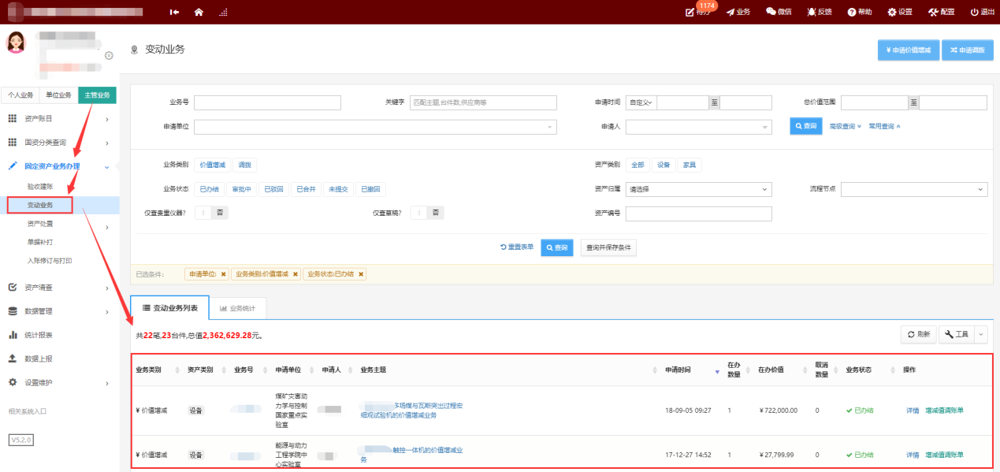 1174
待办 业务 微信 反馈 帮助 设置 配置 退出
变动业务
¥ 申请价值增减 申请调拨
个人业务 单位业务 主管业务
资产账目
国资分类查询
固定资产业务办理
验收建账
变动业务
资产处置
单据补打
入账修订与打印
资产清查
数据管理
统计报表
数据上报
设置维护
相关系统入口
V5.2.0
业务号 关键字 匹配主题,台件数,供应商等 申请时间 自定义 至 总价值范围 至
申请单位 申请人 查询 高级查询 常用查询
业务类别 价值增减 调拨 资产类别 全部 设备 家具
业务状态 已办结 审批中 已驳回 已合并 未提交 已撤回 资产归属 请选择 流程节点
仅查贵重仪器? 否 仅查草稿? 否 资产编号
重置表单 查询 查询并保存条件
已选条件: 申请单位: ✖ 业务类别:价值增减 ✖ 业务状态:已办结 ✖
变动业务列表 业务统计
共22笔,23台件,总值2,362,629.28元。 刷新 工具
业务类别 资产类别 业务号 申请单位 申请人 业务主题 申请时间 在办数量 在办价值 取消数量 业务状态 操作
¥ 价值增减 设备 煤矿灾害动力学与控制国家重点实验室 多场煤与瓦斯突出过程宏细观试验机的价值增减业务 18-09-05 09:27 1 ¥722,000.00 0 ✔ 已办结 详情 增减值调账单
¥ 价值增减 设备 能源与动力工程学院中心实验室 触控一体机的价值增减业务 17-12-27 14:52 1 ¥27,799.99 0 ✔ 已办结 详情 增减值调账单